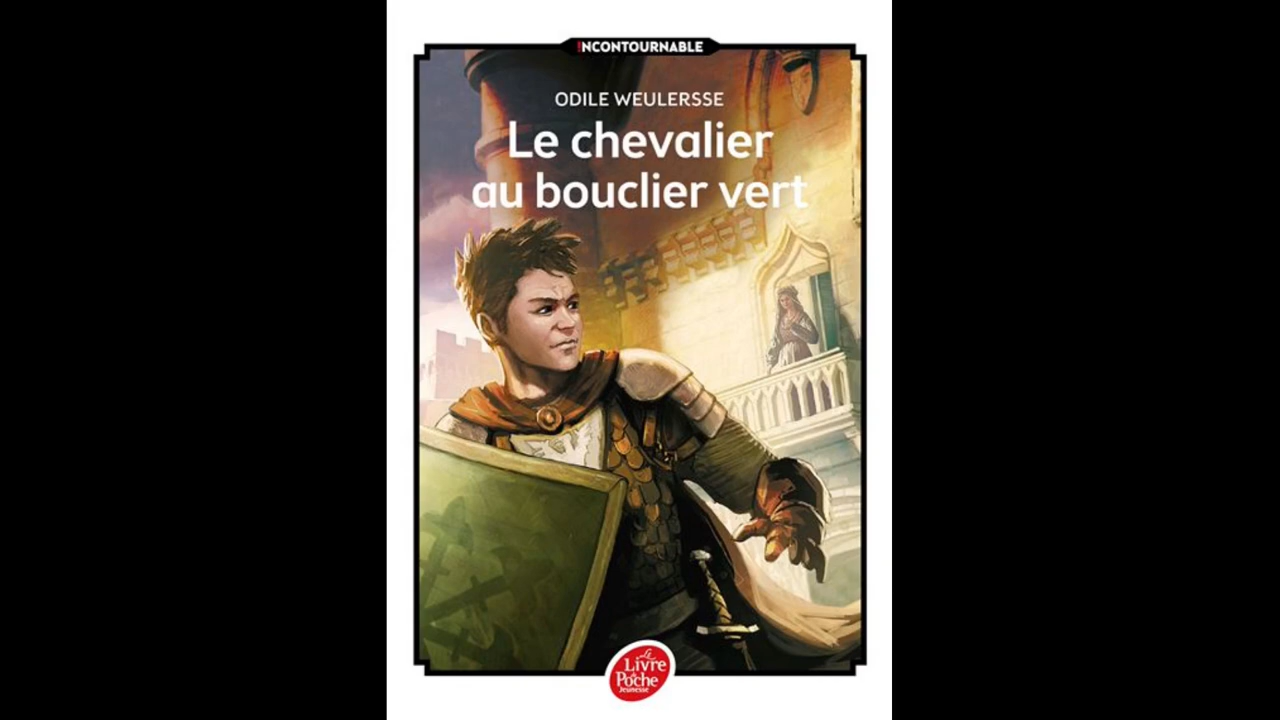 INCONTOURNABLE
ODILE WEULERSSE
Le chevalier
au bouclier vert
Le
Livre
de
Poche
Jeunesse